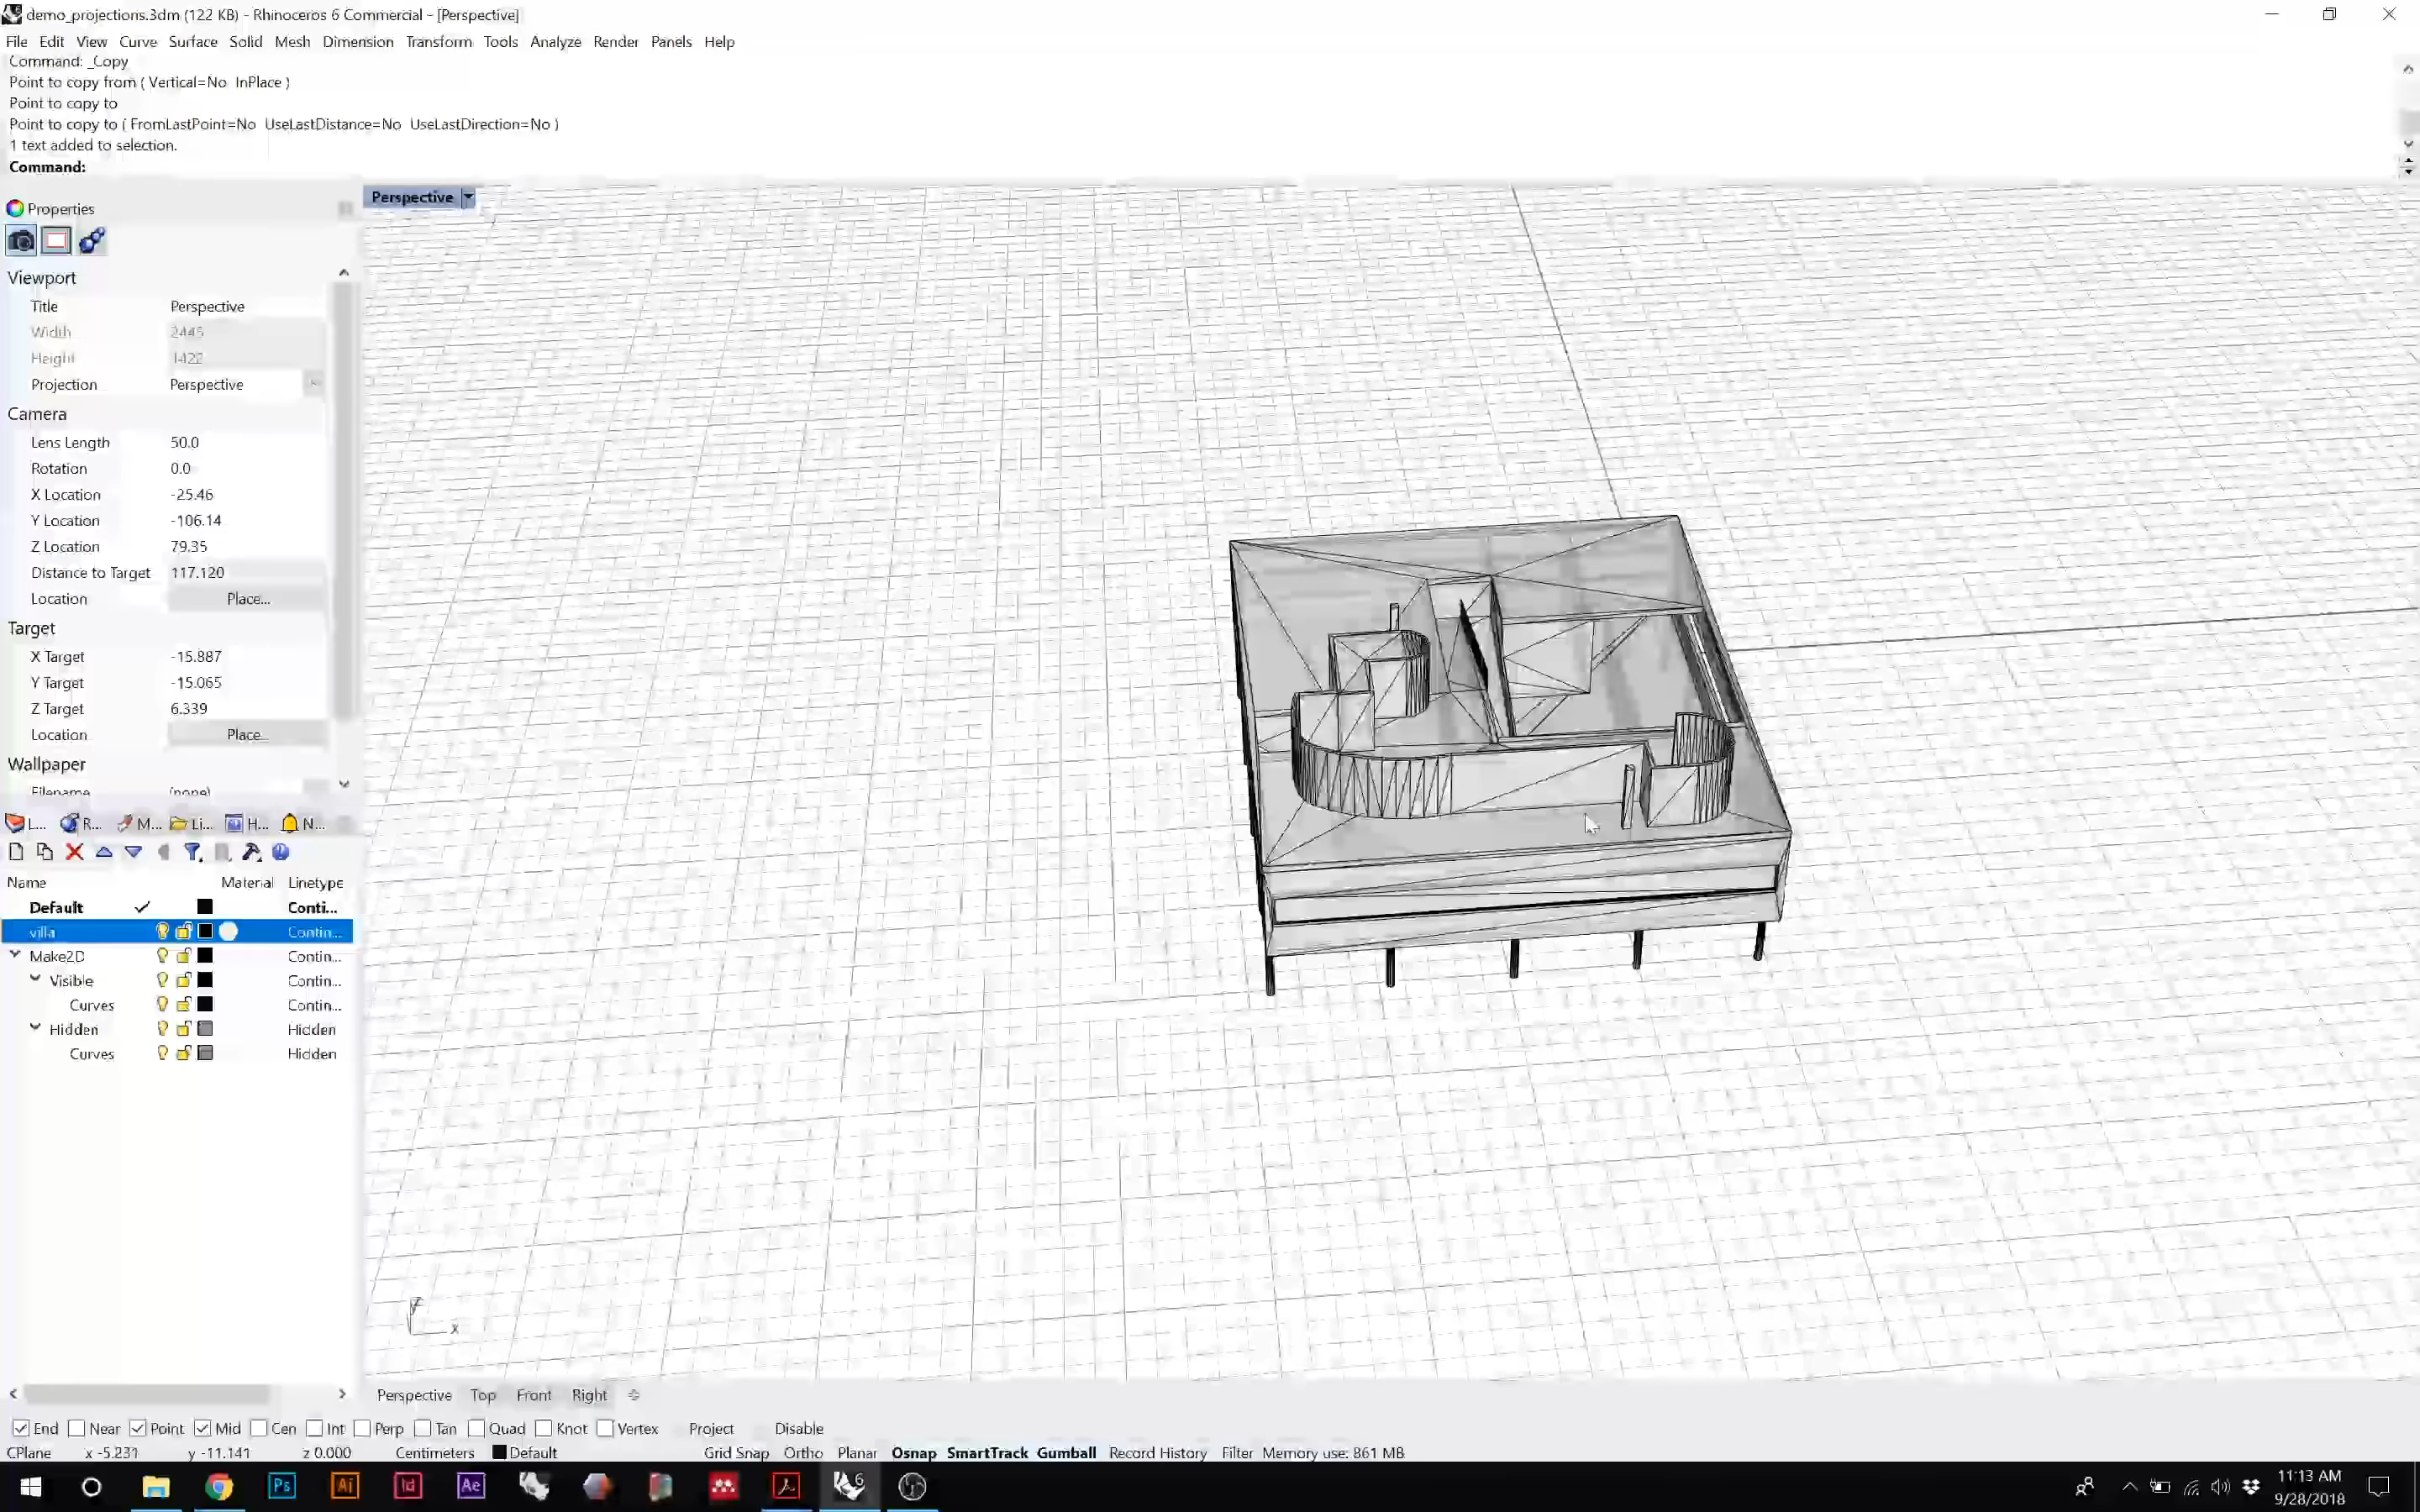 demo_projections.3dm (122 KB) - Rhinoceros 6 Commercial - [Perspective]
File Edit View Curve Surface Solid Mesh Dimension Transform Tools Analyze Render Panels Help
Command: _Copy
Point to copy from ( Vertical=No InPlace )
Point to copy to
Point to copy to ( FromLastPoint=No UseLastDistance=No UseLastDirection=No )
1 text added to selection.
Command:
Perspective
Properties
Viewport
Title Perspective
Width 2445
Height 1422
Projection Perspective
Camera
Lens Length 50.0
Rotation 0.0
X Location -25.46
Y Location -106.14
Z Location 79.35
Distance to Target 117.120
Location Place...
Target
X Target -15.887
Y Target -15.065
Z Target 6.339
Location Place...
Wallpaper
Filename (none)
L... R... M... Li... H... N...
Name Material Linetype
Default Conti...
villa Contin...
Make2D Contin...
Visible Contin...
Curves Contin...
Hidden Hidden
Curves Hidden
x
Perspective Top Front Right
End Near Point Mid Cen Int Perp Tan Quad Knot Vertex Project Disable
CPlane x -5.231 y -11.141 z 0.000 Centimeters Default Grid Snap Ortho Planar Osnap SmartTrack Gumball Record History Filter Memory use: 861 MB
Ps Ai Id Ae 6
11:13 AM
9/28/2018